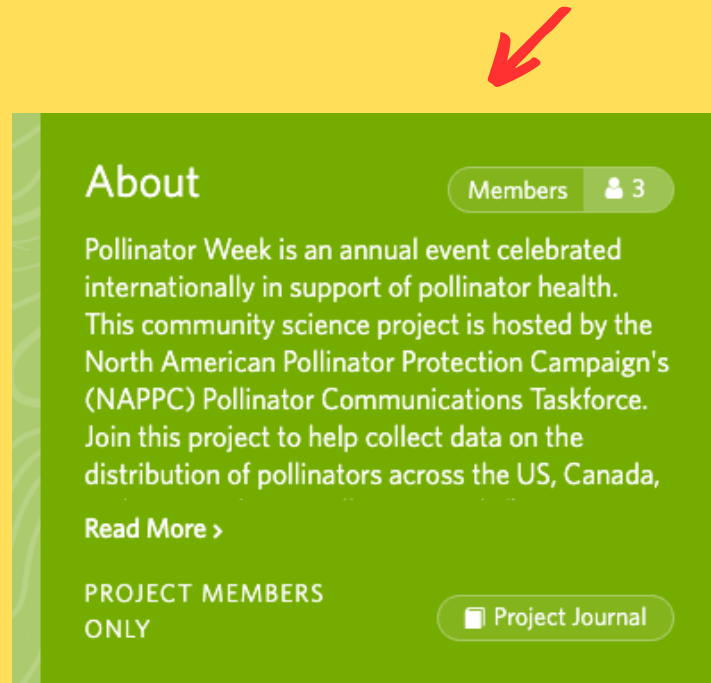 About
Members 3
Pollinator Week is an annual event celebrated
internationally in support of pollinator health.
This community science project is hosted by the
North American Pollinator Protection Campaign's
(NAPPC) Pollinator Communications Taskforce.
Join this project to help collect data on the
distribution of pollinators across the US, Canada,
Read More >
PROJECT MEMBERS
ONLY
Project Journal